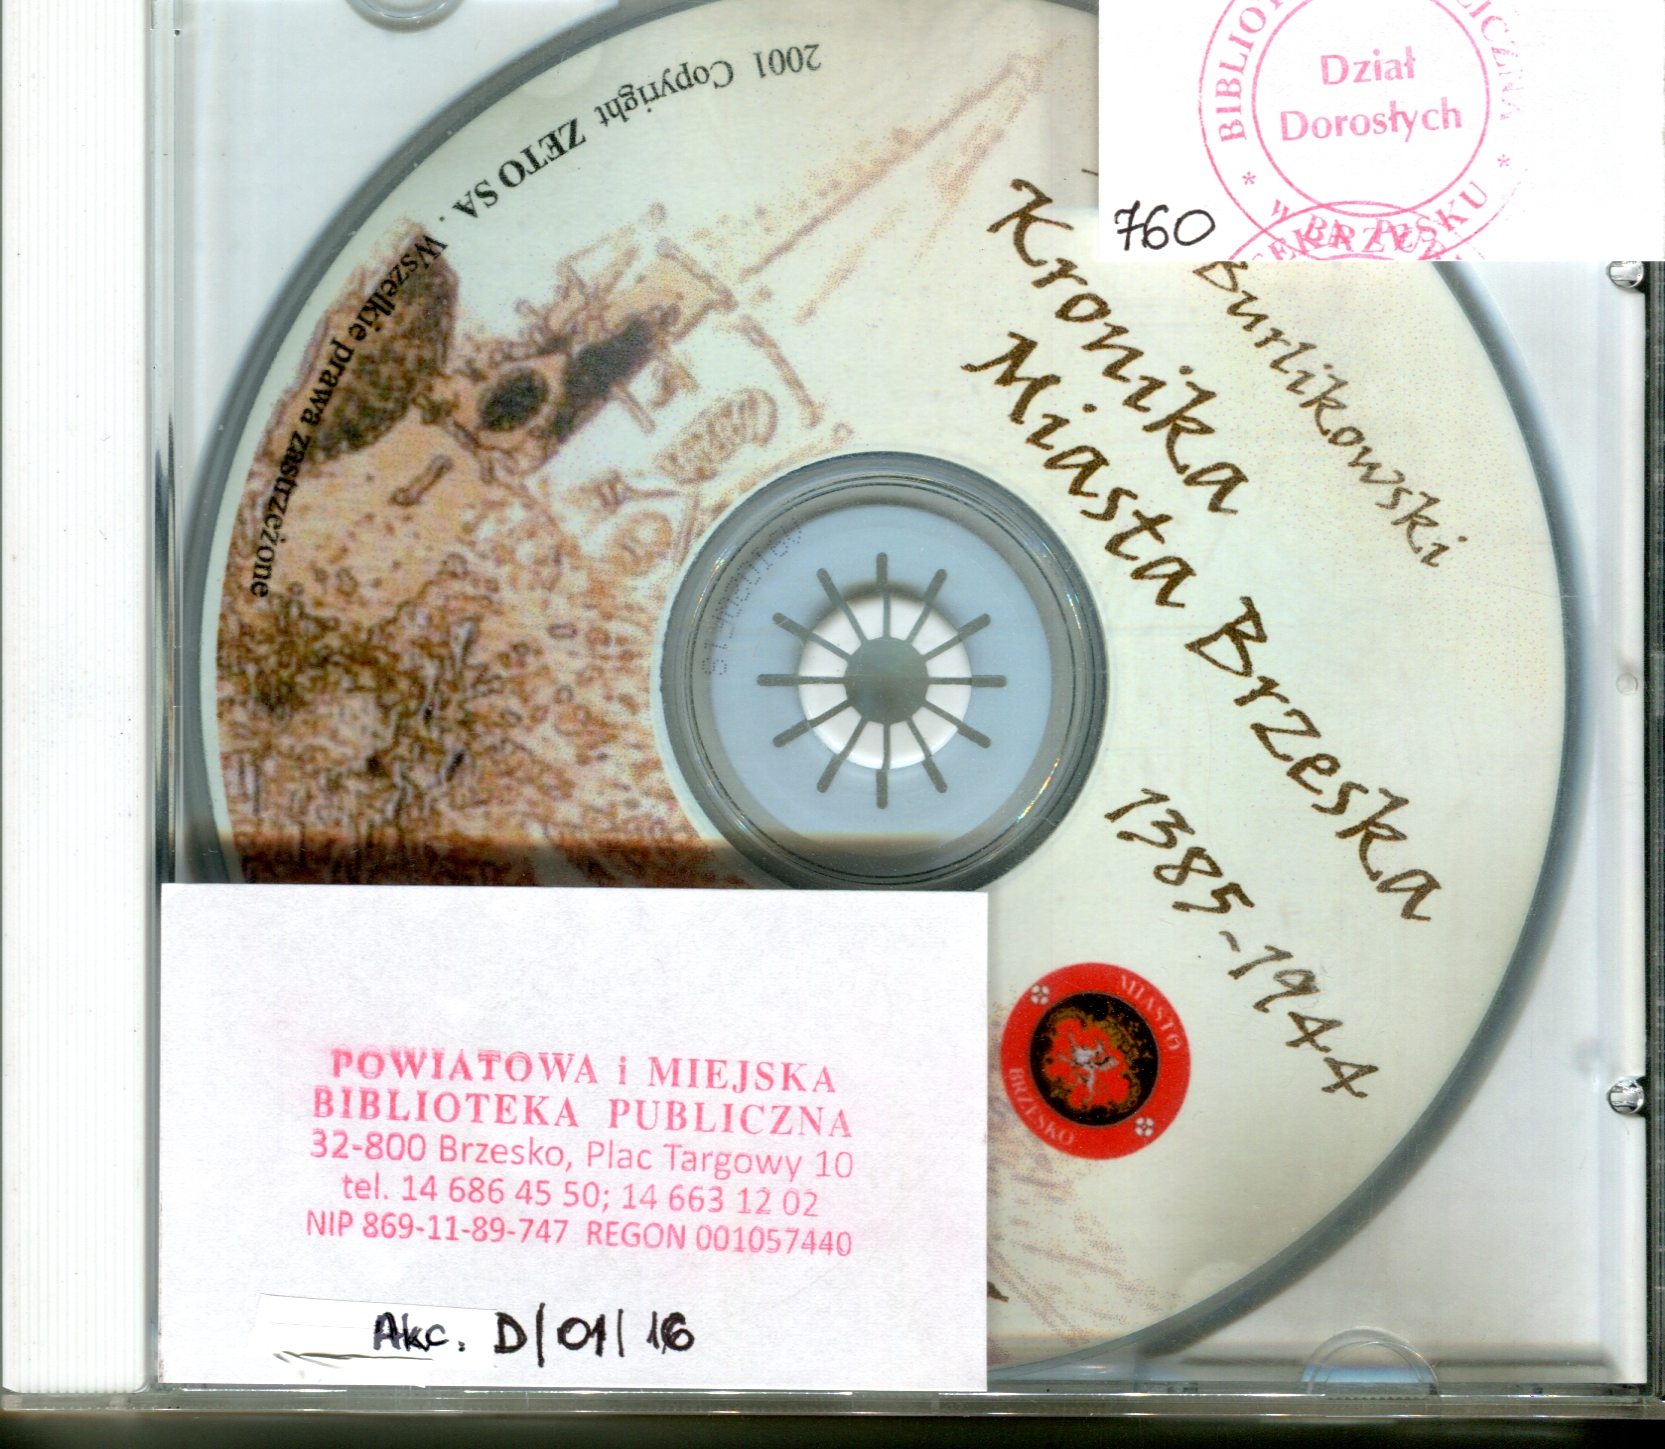 Dział
Dorosłych
w BRZESKU
760
Burlikowski
Kronika
Miasta Brzeska
1385-1944
2001 Copyright ZETO SA . Wszelkie prawa zastrzeżone
MIASTO
BRZESKO
POWIATOWA i MIEJSKA
BIBLIOTEKA PUBLICZNA
32-800 Brzesko, Plac Targowy 10
tel. 14 686 45 50; 14 663 12 02
NIP 869-11-89-747 REGON 001057440
Akc. D/01/16